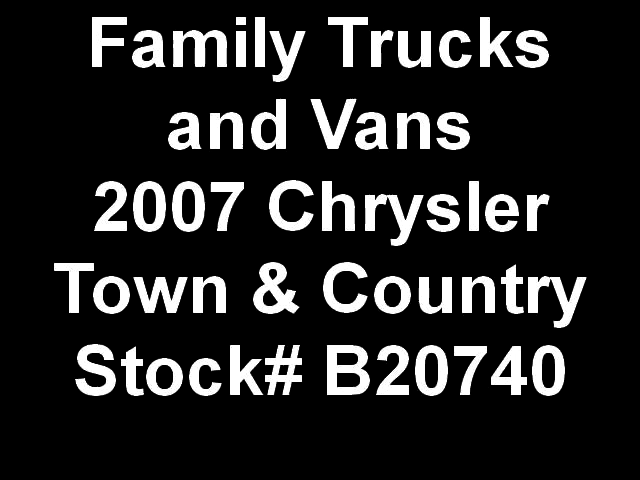 Family Trucks
and Vans
2007 Chrysler
Town & Country
Stock# B20740